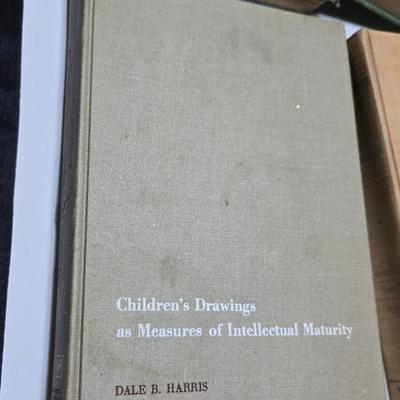 Children's Drawings
as Measures of Intellectual Maturity
DALE B. HARRIS